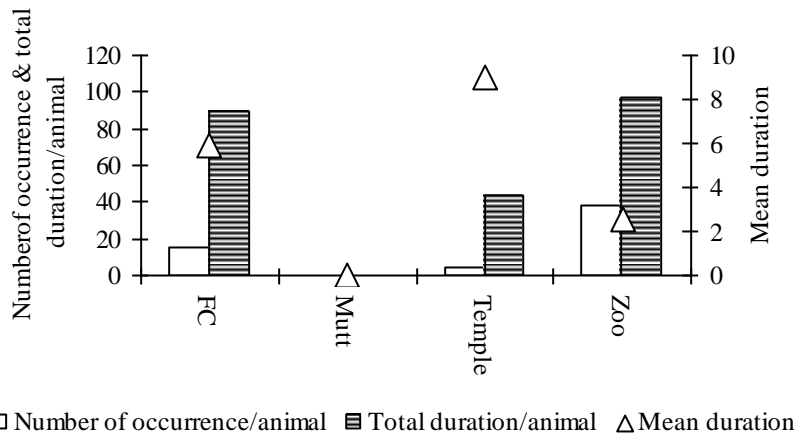 Numberof occurrence & total
duration/animal
120
100
80
60
40
20
0
10
8
6
4
2
0
Mean duration
FC
Mutt
Temple
Zoo
Number of occurrence/animal
Total duration/animal
Mean duration